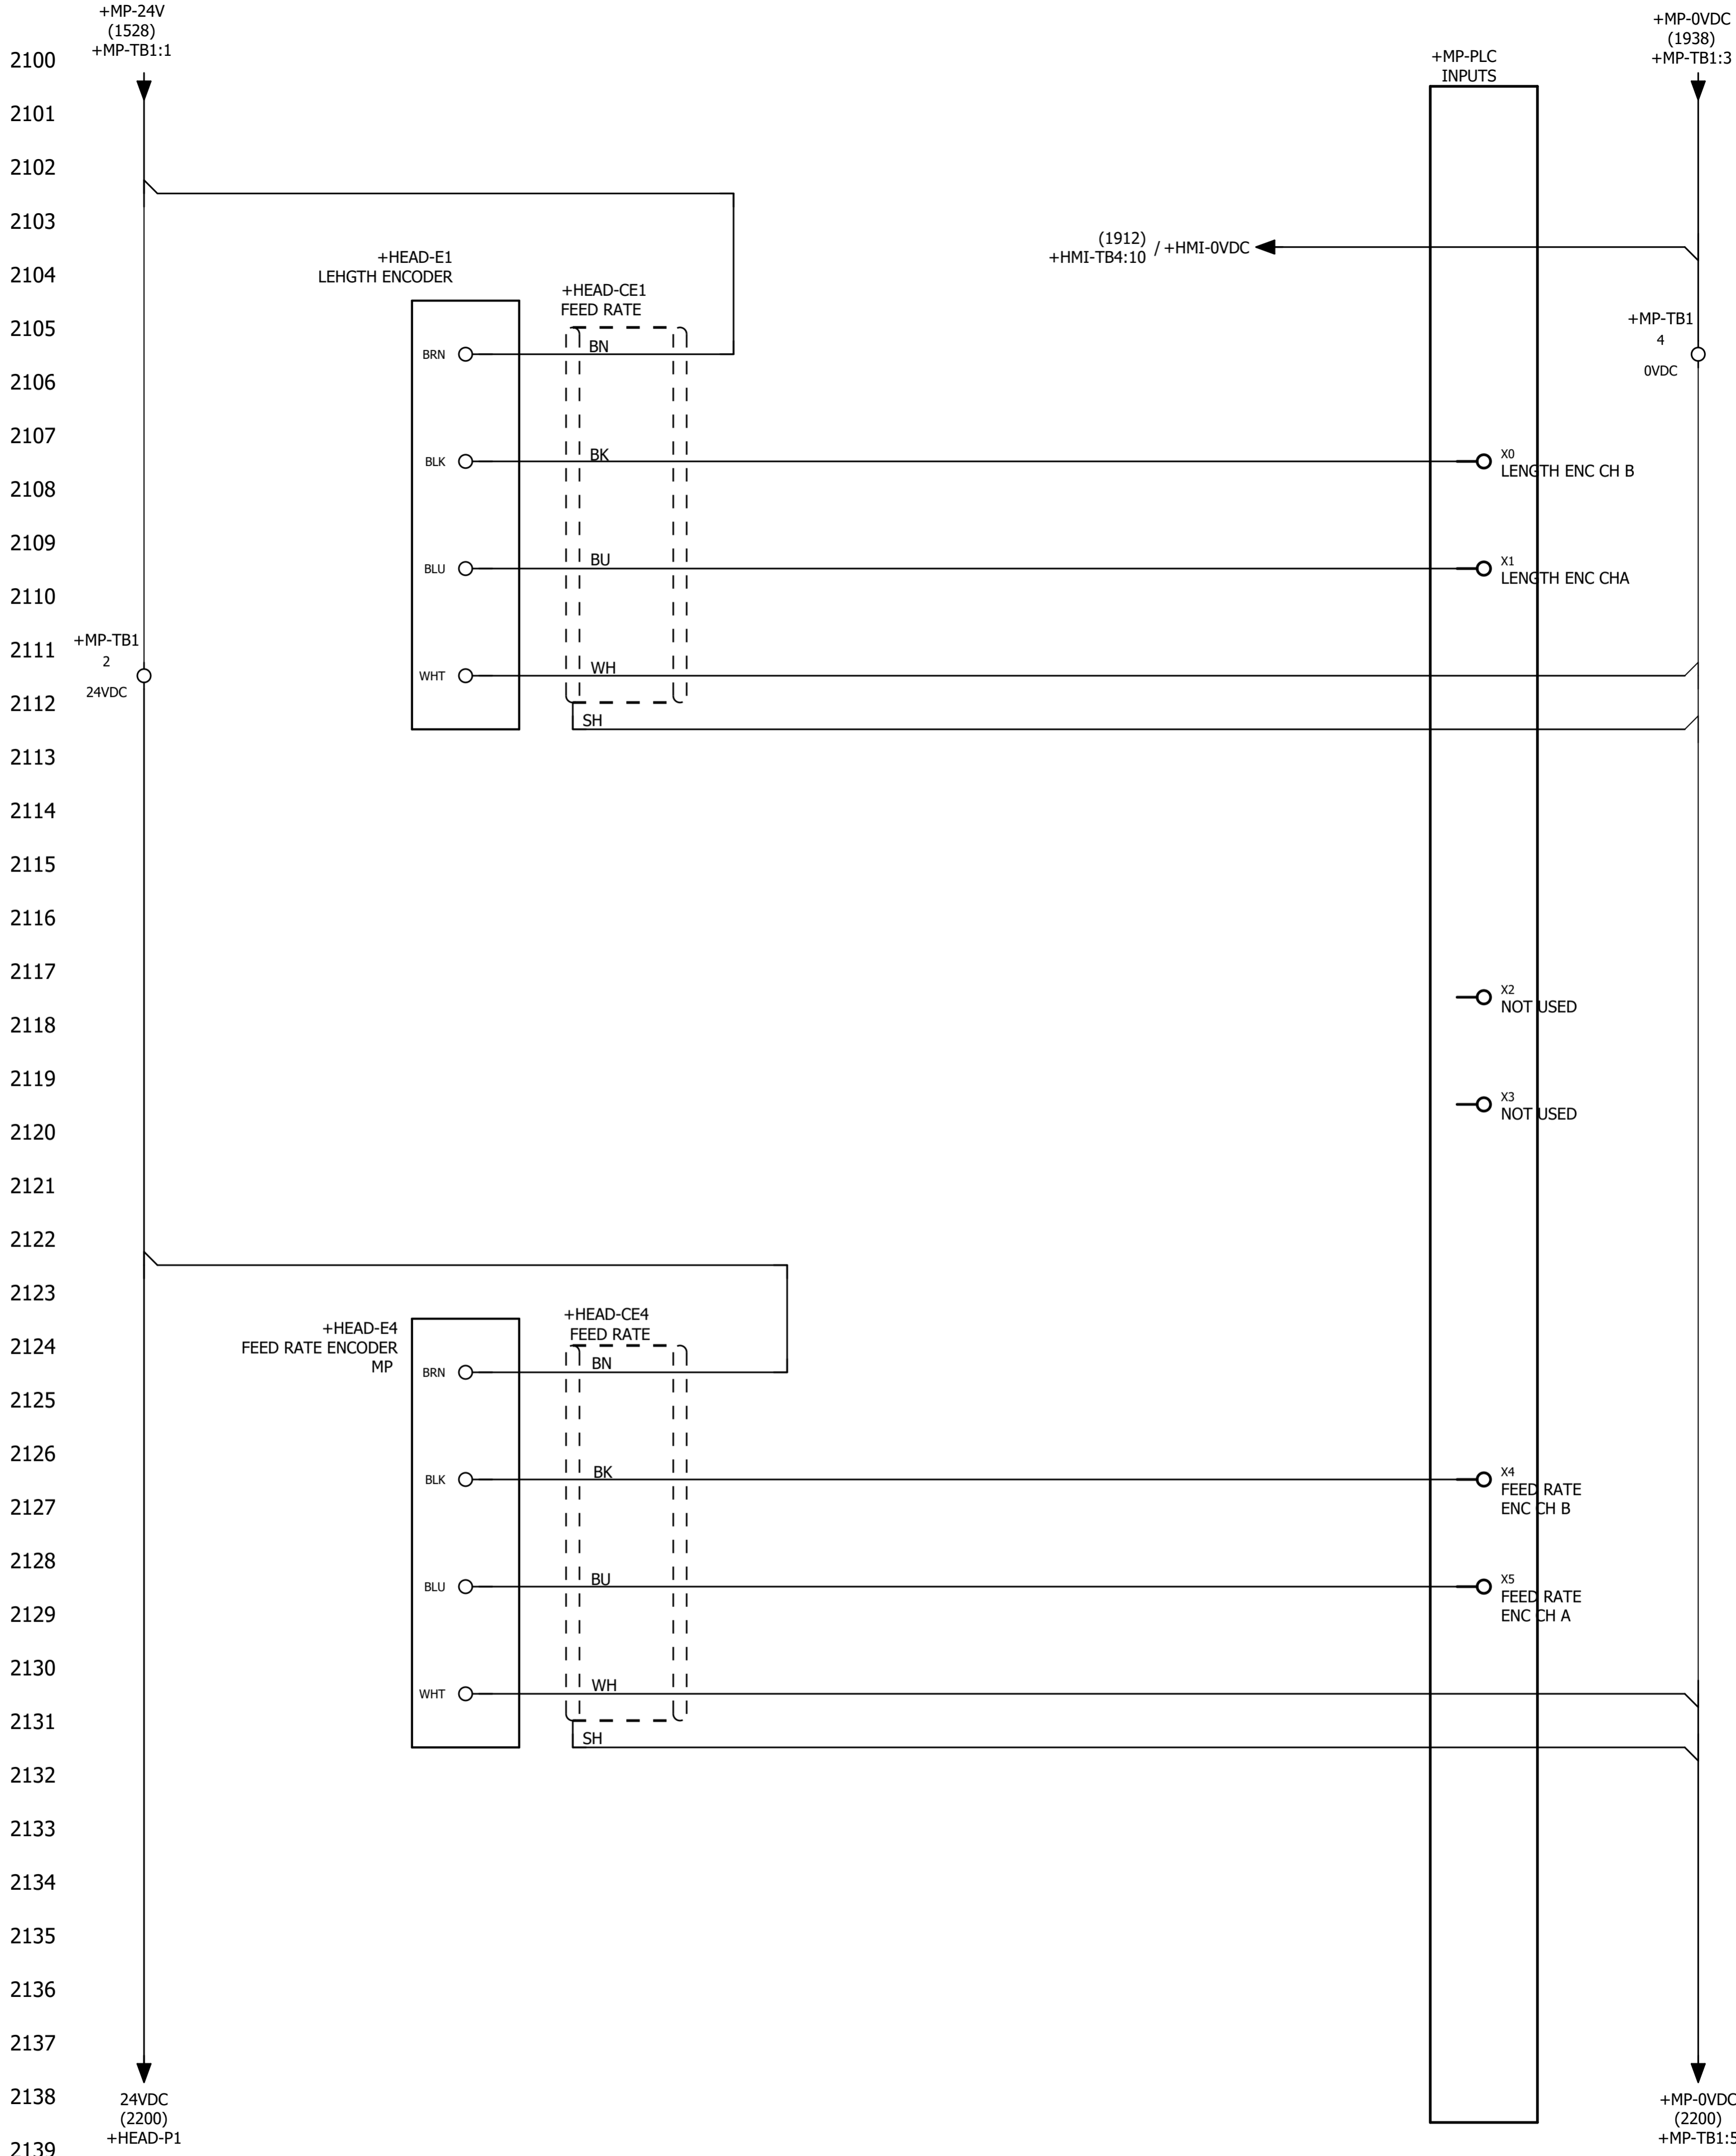 +MP-24V
(1528)
+MP-TB1:1
+MP-0VDC
(1938)
+MP-TB1:3
2100
+MP-PLC
INPUTS
2101
2102
2103
(1912)
+HMI-TB4:10 / +HMI-0VDC
+HEAD-E1
LEHGTH ENCODER
2104
+HEAD-CE1
FEED RATE
2105
+MP-TB1
4
0VDC
BRN
BN
2106
2107
BLK
BK
X0
LENGTH ENC CH B
2108
2109
BLU
BU
X1
LENGTH ENC CHA
2110
2111
+MP-TB1
2
24VDC
WHT
WH
2112
SH
2113
2114
2115
2116
2117
X2
NOT USED
2118
2119
X3
NOT USED
2120
2121
2122
2123
+HEAD-E4
FEED RATE ENCODER
MP
+HEAD-CE4
FEED RATE
2124
BRN
BN
2125
2126
BLK
BK
X4
FEED RATE
ENC CH B
2127
2128
BLU
BU
X5
FEED RATE
ENC CH A
2129
2130
WHT
WH
2131
SH
2132
2133
2134
2135
2136
2137
2138
24VDC
(2200)
+HEAD-P1
+MP-0VDC
(2200)
+MP-TB1:5
2139